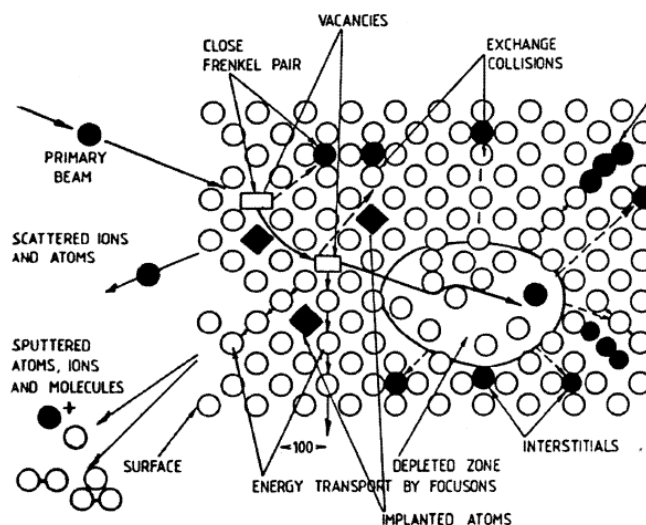 VACANCIES
CLOSE
FRENKEL PAIR
EXCHANGE
COLLISIONS
PRIMARY
BEAM
SCATTERED IONS
AND ATOMS
SPUTTERED
ATOMS, IONS
AND MOLECULES
+
SURFACE
<100>
ENERGY TRANSPORT BY FOCUSONS
DEPLETED ZONE
INTERSTITIALS
IMPLANTED ATOMS